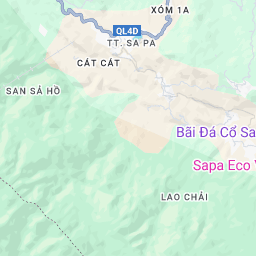 XÓM 1A
QL4D
TT. SA PA
CÁT CÁT
SAN SẢ HỒ
Bãi Đá Cổ Sa
Sapa Eco V
LAO CHẢI